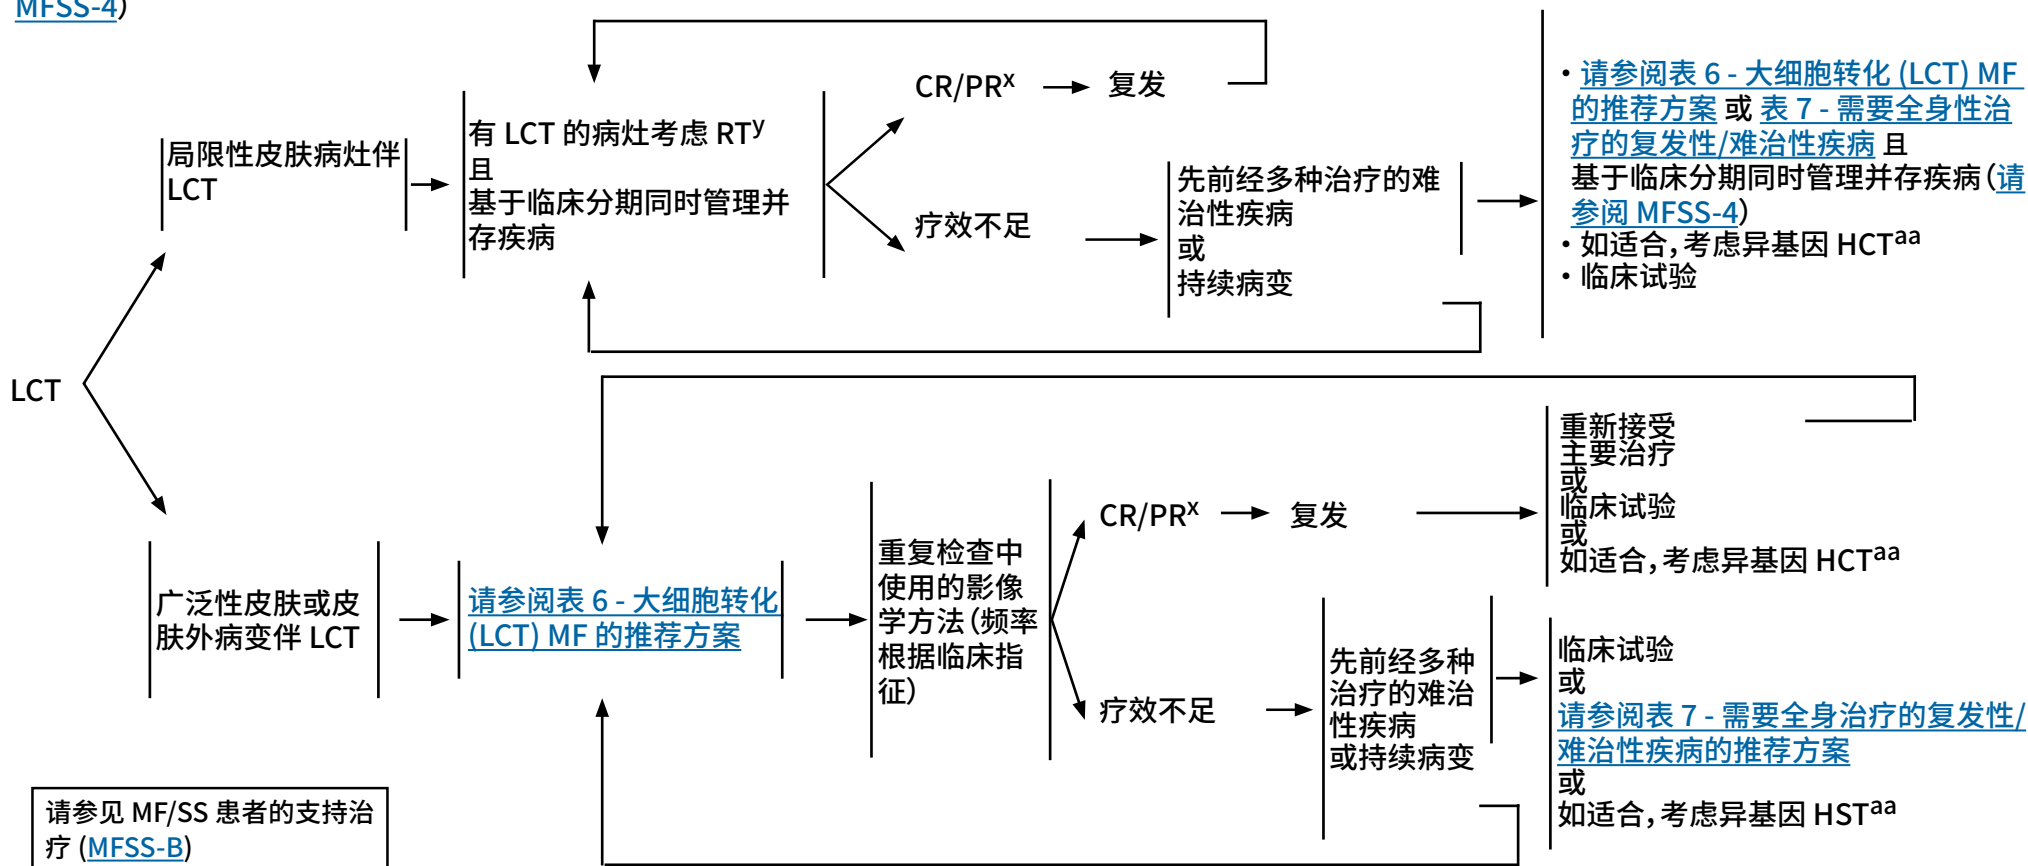 MFSS-4)
LCT
局限性皮肤病灶伴
LCT
有 LCT 的病灶考虑 RTy
且
基于临床分期同时管理并
存疾病
CR/PRx
复发
疗效不足
先前经多种治疗的难
治性疾病
或
持续病变
• 请参阅表 6 - 大细胞转化 (LCT) MF
的推荐方案 或 表 7 - 需要全身性治
疗的复发性/难治性疾病 且
基于临床分期同时管理并存疾病(请
参阅 MFSS-4)
• 如适合,考虑异基因 HCTaa
• 临床试验
广泛性皮肤或皮
肤外病变伴 LCT
请参阅表 6 - 大细胞转化
(LCT) MF 的推荐方案
重复检查中
使用的影像
学方法(频率
根据临床指
征)
CR/PRx
复发
重新接受
主要治疗
或
临床试验
或
如适合,考虑异基因 HCTaa
疗效不足
先前经多种
治疗的难治
性疾病
或持续病变
临床试验
或
请参阅表 7 - 需要全身治疗的复发性/
难治性疾病的推荐方案
或
如适合,考虑异基因 HSTaa
请参见 MF/SS 患者的支持治
疗 (MFSS-B)